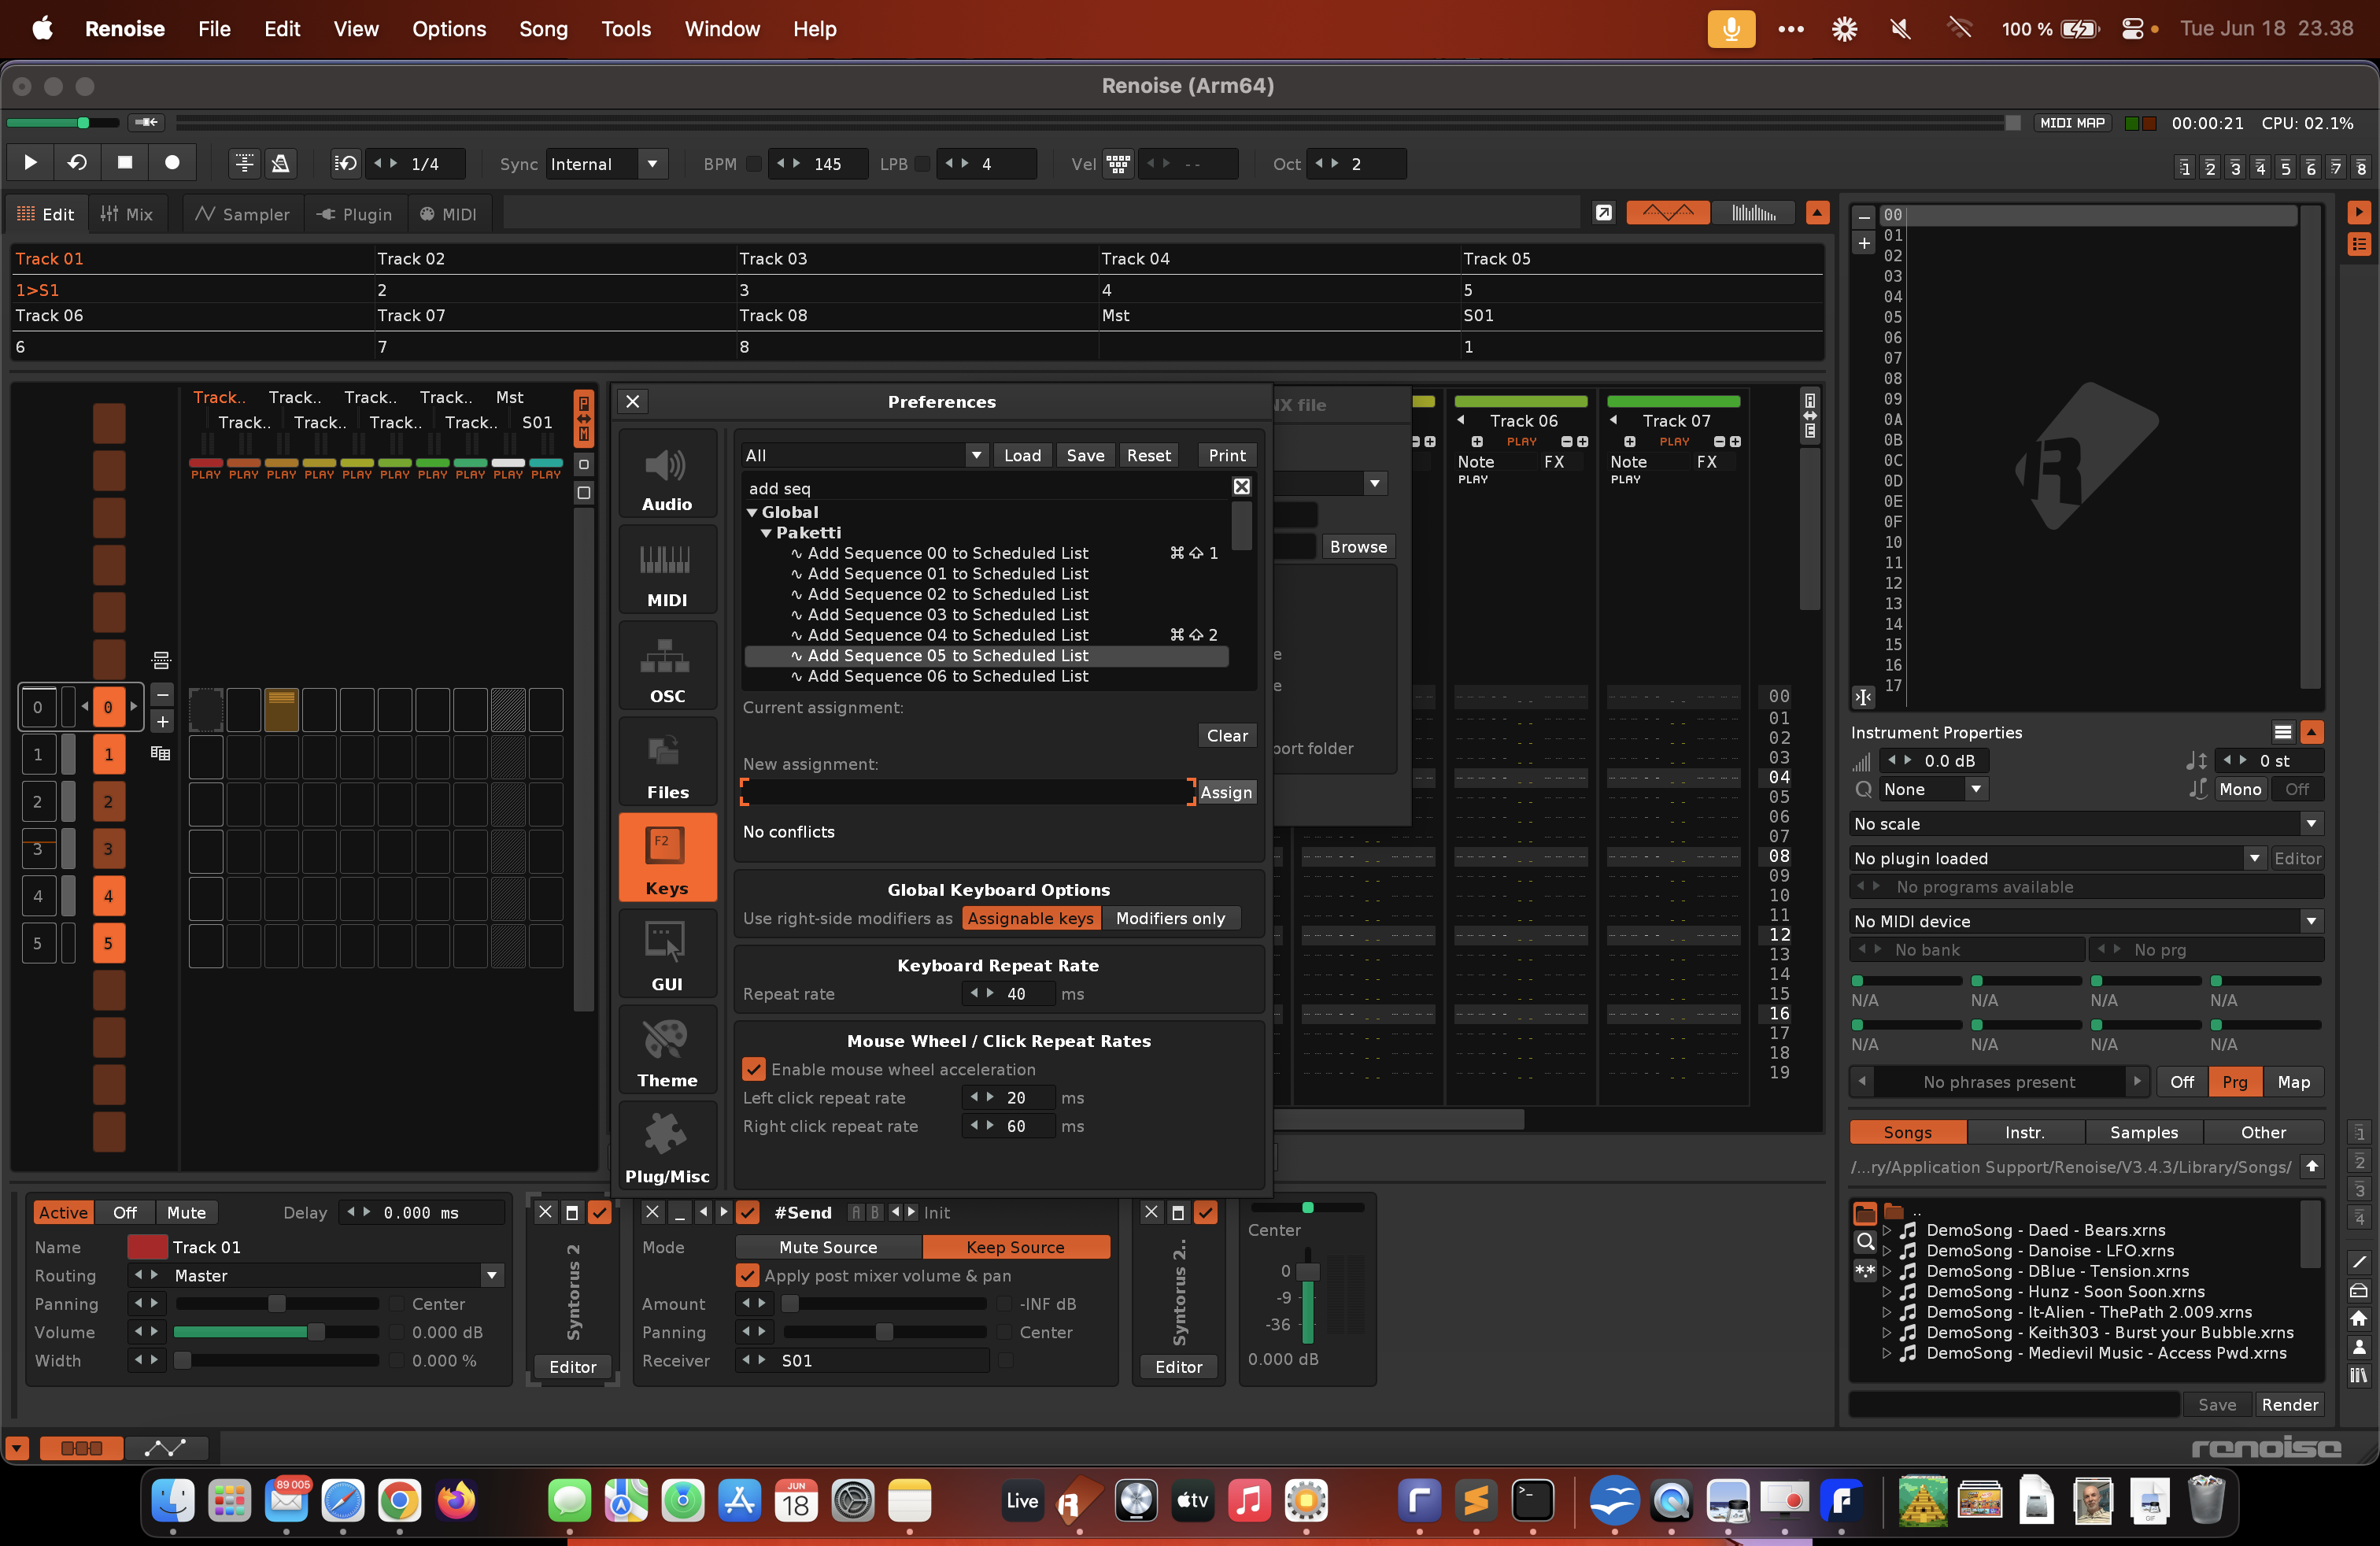 Renoise File Edit View Options Song Tools Window Help 100 % Tue Jun 18 23.38
Renoise (Arm64)
MIDI MAP 00:00:21 CPU: 02.1%
1/4 Sync Internal BPM 145 LPB 4 Vel -- Oct 2 1 2 3 4 5 6 7 8
Edit Mix Sampler Plugin MIDI
Track 01 Track 02 Track 03 Track 04 Track 05
1>S1 2 3 4 5
Track 06 Track 07 Track 08 Mst S01
6 7 8 1
Track.. Track.. Track.. Track.. Mst
Track.. Track.. Track.. Track.. S01
PLAY PLAY PLAY PLAY PLAY PLAY PLAY PLAY PLAY PLAY
P M
0 0
1 1
2 2
3 3
4 4
5 5
Preferences
Audio
MIDI
OSC
Files
F2
Keys
GUI
Theme
Plug/Misc
All Load Save Reset Print
add seq
Global
Paketti
Add Sequence 00 to Scheduled List ⌘⇧ 1
Add Sequence 01 to Scheduled List
Add Sequence 02 to Scheduled List
Add Sequence 03 to Scheduled List
Add Sequence 04 to Scheduled List ⌘⇧ 2
Add Sequence 05 to Scheduled List
Add Sequence 06 to Scheduled List
Current assignment:
Clear
New assignment:
Assign
No conflicts
Global Keyboard Options
Use right-side modifiers as Assignable keys Modifiers only
Keyboard Repeat Rate
Repeat rate 40 ms
Mouse Wheel / Click Repeat Rates
Enable mouse wheel acceleration
Left click repeat rate 20 ms
Right click repeat rate 60 ms
NX file
Browse
e
e
port folder
Track 06 Track 07
PLAY PLAY
Note FX Note FX
PLAY PLAY
A E
00
01
02
03
04
05
06
07
08
09
10
11
12
13
14
15
16
17
18
19
00
01
02
03
04
05
06
07
08
09
0A
0B
0C
0D
0E
0F
10
11
12
13
14
15
16
17
Instrument Properties
0.0 dB 0 st
None Mono Off
No scale
No plugin loaded Editor
No programs available
No MIDI device
No bank No prg
N/A N/A N/A N/A
N/A N/A N/A N/A
No phrases present Off Prg Map
Songs Instr. Samples Other
/...ry/Application Support/Renoise/V3.4.3/Library/Songs/
..
DemoSong - Daed - Bears.xrns
DemoSong - Danoise - LFO.xrns
DemoSong - DBlue - Tension.xrns
DemoSong - Hunz - Soon Soon.xrns
DemoSong - It-Alien - ThePath 2.009.xrns
DemoSong - Keith303 - Burst your Bubble.xrns
DemoSong - Medievil Music - Access Pwd.xrns
Save Render
1
2
3
4
Active Off Mute Delay 0.000 ms
Name Track 01
Routing Master
Panning Center
Volume 0.000 dB
Width 0.000 %
Syntorus 2
Editor
#Send A B Init
Mode Mute Source Keep Source
Apply post mixer volume & pan
Amount -INF dB
Panning Center
Receiver S01
Syntorus 2..
Editor
Center
0
-9
-36
0.000 dB
renoise
89 005 JUN 18 Live tv GIF